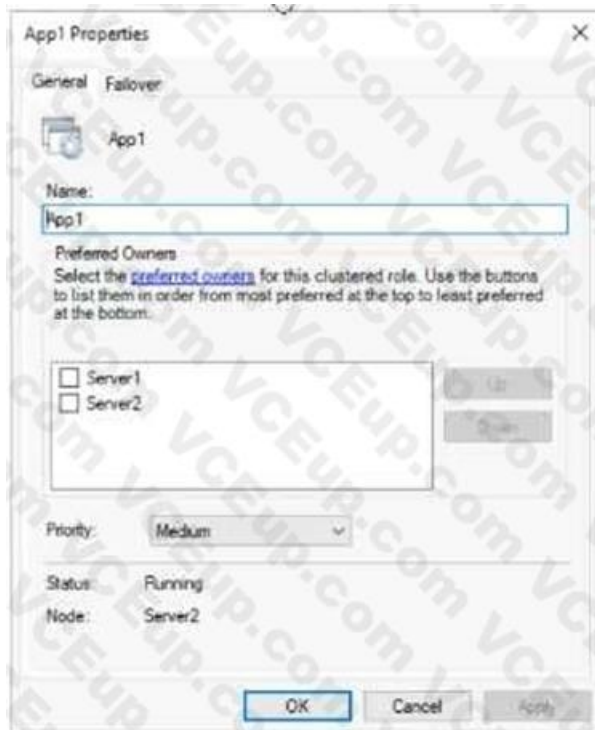 App1 Properties
General Failover
App1
Name:
App1
Preferred Owners
Select the preferred owners for this clustered role. Use the buttons
to list them in order from most preferred at the top to least preferred
at the bottom.
Server1
Up
Server2
Down
Priority: Medium
Status: Running
Node: Server2
OK Cancel Apply
VCEup.com